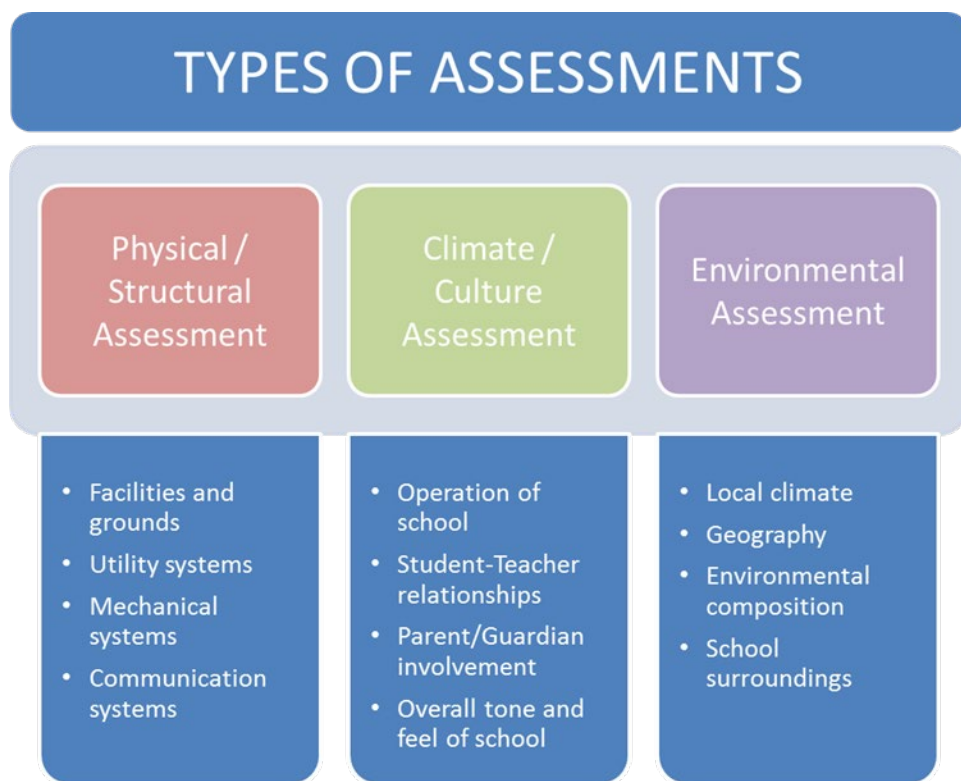 TYPES OF ASSESSMENTS
Physical /
Structural
Assessment
Climate /
Culture
Assessment
Environmental
Assessment
• Facilities and
grounds
• Utility systems
• Mechanical
systems
• Communication
systems
• Operation of
school
• Student-Teacher
relationships
• Parent/Guardian
involvement
• Overall tone and
feel of school
• Local climate
• Geography
• Environmental
composition
• School
surroundings